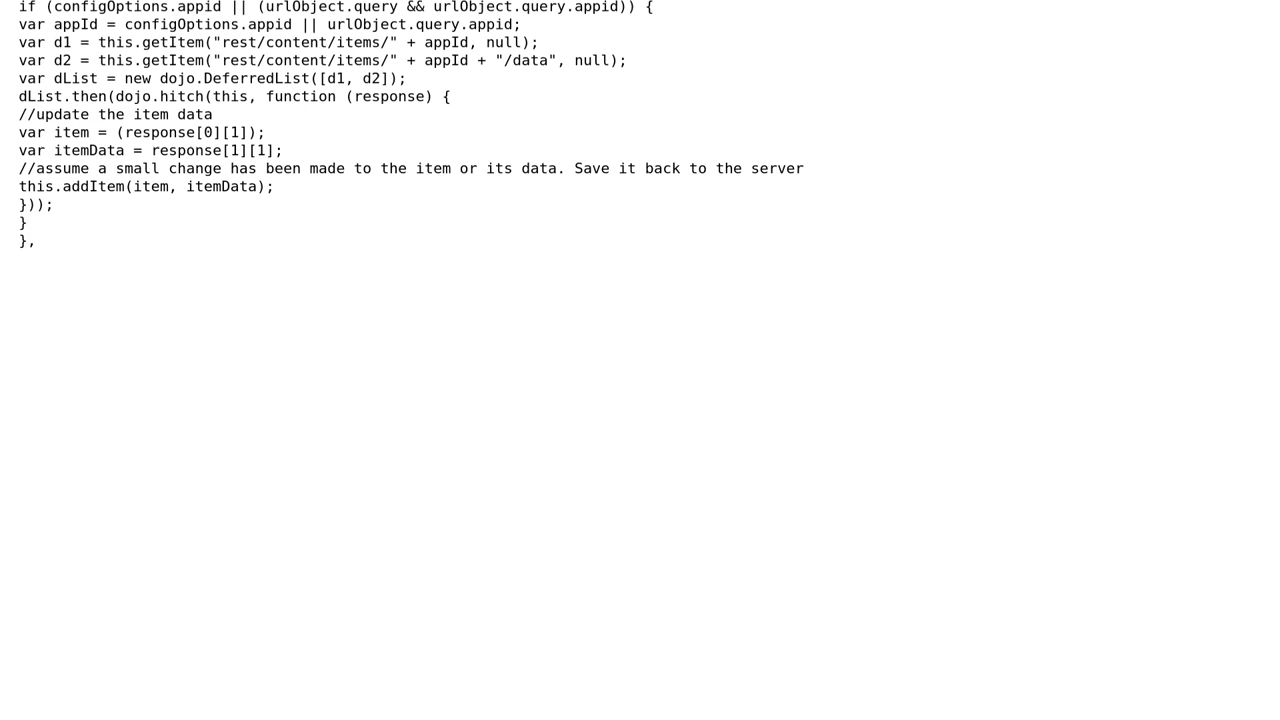 if (configOptions.appid || (urlObject.query && urlObject.query.appid)) {
var appId = configOptions.appid || urlObject.query.appid;
var d1 = this.getItem("rest/content/items/" + appId, null);
var d2 = this.getItem("rest/content/items/" + appId + "/data", null);
var dList = new dojo.DeferredList([d1, d2]);
dList.then(dojo.hitch(this, function (response) {
//update the item data
var item = (response[0][1]);
var itemData = response[1][1];
//assume a small change has been made to the item or its data. Save it back to the server
this.addItem(item, itemData);
}));
}
},